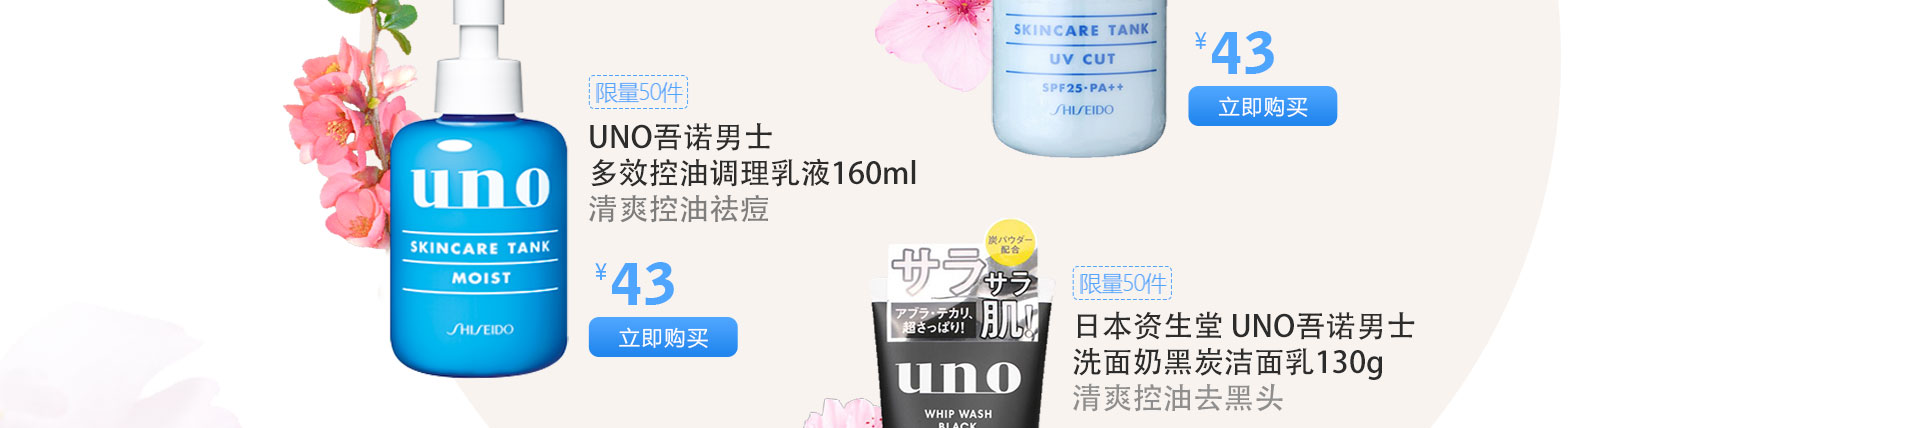 SKINCARE TANK
UV CUT
SPF25·PA++
SHISEIDO
¥43
立即购买
限量50件
UNO吾诺男士
多效控油调理乳液160ml
清爽控油祛痘
¥43
立即购买
uno
SKINCARE TANK
MOIST
SHISEIDO
炭パウダー
配合
サラ
サラ
肌!
アブラ・テカリ、
超さっぱり!
uno
WHIP WASH
BLACK
限量50件
日本资生堂 UNO吾诺男士
洗面奶黑炭洁面乳130g
清爽控油去黑头